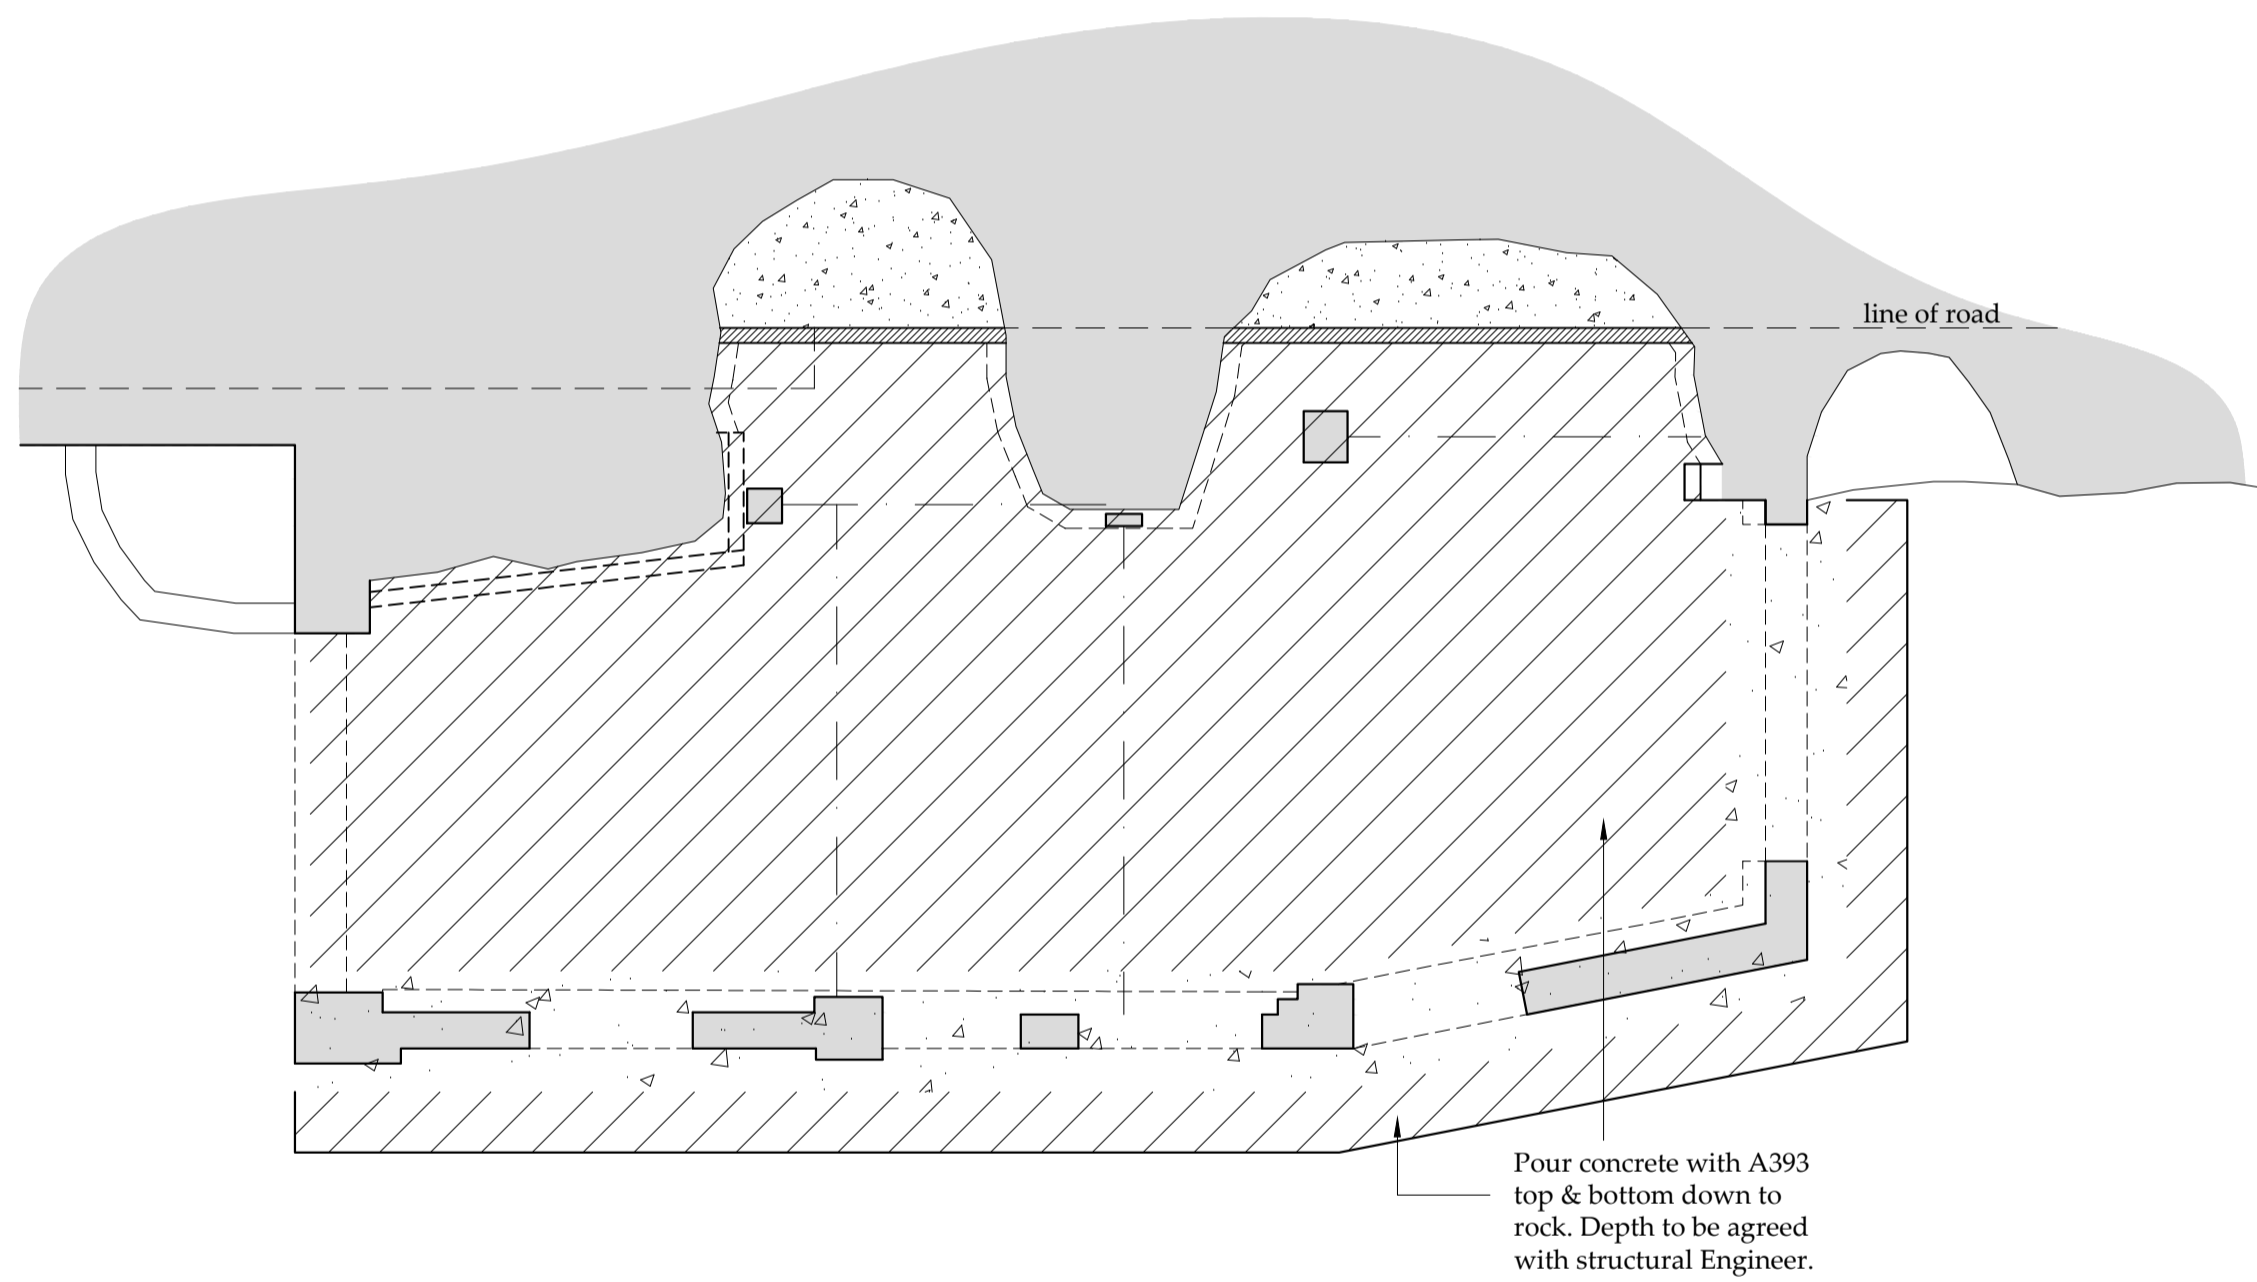 line of road
Pour concrete with A393
top & bottom down to
rock. Depth to be agreed
with structural Engineer.